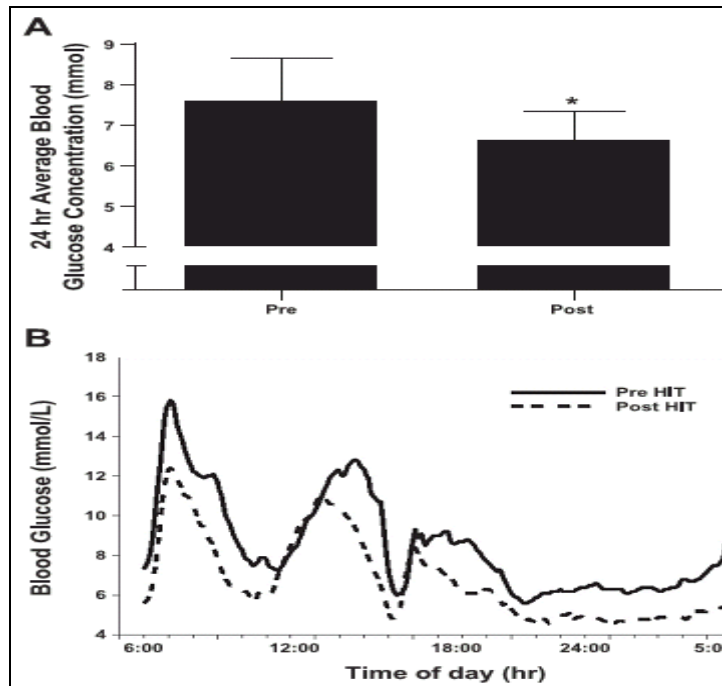 A
24 hr Average Blood
Glucose Concentration (mmol)
9
8
7
6
5
4
*
Pre
Post
B
Blood Glucose (mmol/L)
18
16
14
12
10
8
6
4
Pre HIT
Post HIT
6:00
12:00
18:00
24:00
5:0
Time of day (hr)